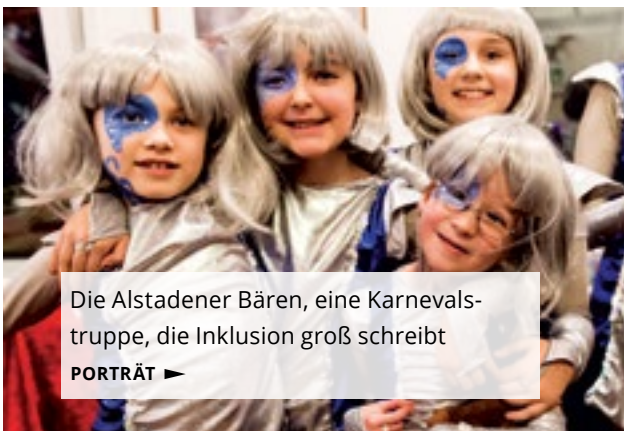 Die Alstadener Bären, eine Karnevals-
truppe, die Inklusion groß schreibt
PORTRÄT ►